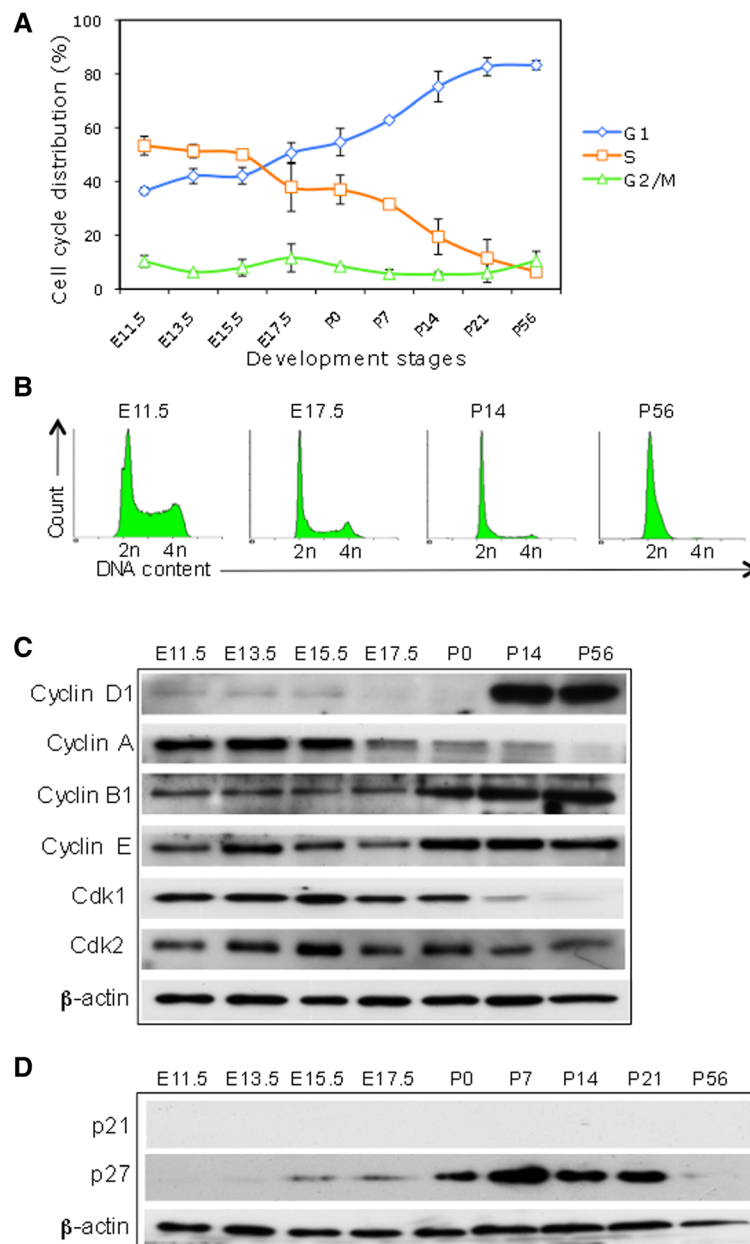 A
Cell cycle distribution (%)
100
80
60
40
20
0
G1
S
G2/M
E11.5 E13.5 E15.5 E17.5 P0 P7 P14 P21 P56
Development stages
B
E11.5 E17.5 P14 P56
Count
2n 4n 2n 4n 2n 4n 2n 4n
DNA content
C
E11.5 E13.5 E15.5 E17.5 P0 P14 P56
Cyclin D1
Cyclin A
Cyclin B1
Cyclin E
Cdk1
Cdk2
β-actin
D
E11.5 E13.5 E15.5 E17.5 P0 P7 P14 P21 P56
p21
p27
β-actin